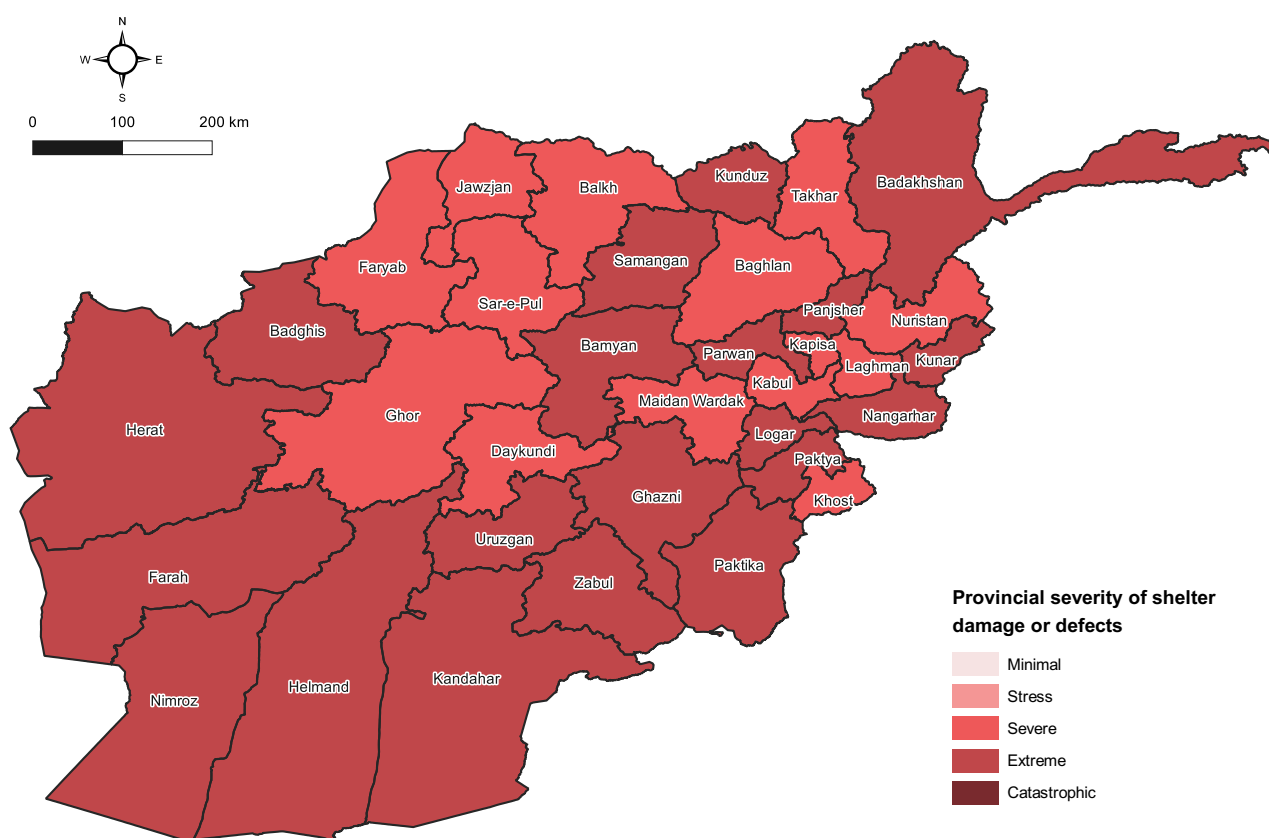 N
W E
S
0 100 200 km
Jawzjan
Balkh
Kunduz
Takhar
Badakhshan
Faryab
Samangan
Baghlan
Sar-e-Pul
Panjsher
Nuristan
Badghis
Bamyan
Parwan
Kapisa
Kunar
Laghman
Kabul
Maidan Wardak
Ghor
Nangarhar
Herat
Logar
Daykundi
Paktya
Ghazni
Khost
Uruzgan
Paktika
Farah
Zabul
Kandahar
Helmand
Nimroz
Provincial severity of shelter
damage or defects
Minimal
Stress
Severe
Extreme
Catastrophic